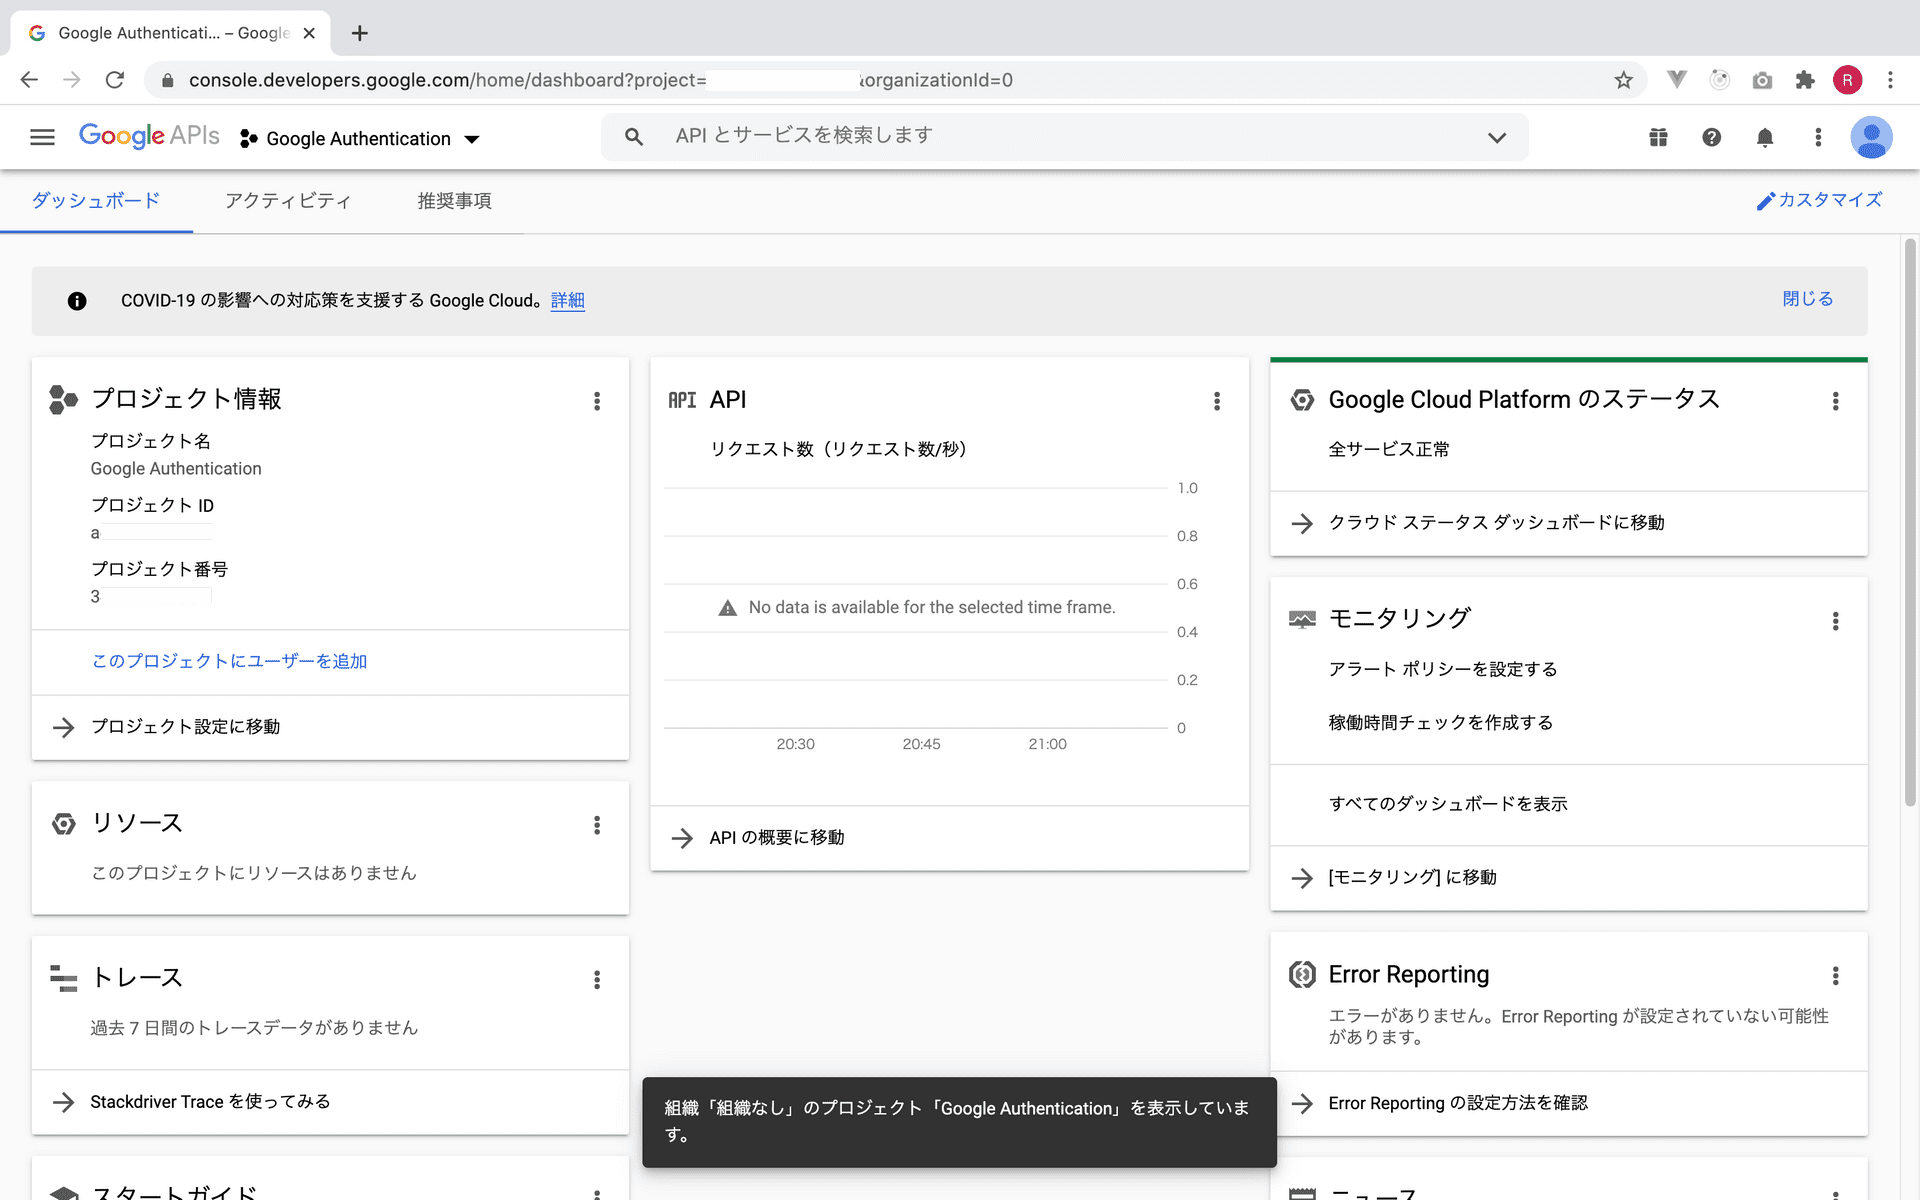 Google Authenticati... – Google
console.developers.google.com/home/dashboard?project= &organizationId=0
R
Google APIs
Google Authentication
API とサービスを検索します
ダッシュボード
アクティビティ
推奨事項
カスタマイズ
COVID-19 の影響への対応策を支援する Google Cloud。 詳細
閉じる
プロジェクト情報
プロジェクト名
Google Authentication
プロジェクト ID
a
プロジェクト番号
3
このプロジェクトにユーザーを追加
プロジェクト設定に移動
リソース
このプロジェクトにリソースはありません
トレース
過去 7 日間のトレースデータがありません
Stackdriver Trace を使ってみる
スタートガイド
API API
リクエスト数（リクエスト数/秒）
1.0
0.8
0.6
No data is available for the selected time frame.
0.4
0.2
0
20:30 20:45 21:00
API の概要に移動
組織「組織なし」のプロジェクト「Google Authentication」を表示していま
す。
Google Cloud Platform のステータス
全サービス正常
クラウド ステータス ダッシュボードに移動
モニタリング
アラート ポリシーを設定する
稼働時間チェックを作成する
すべてのダッシュボードを表示
[モニタリング] に移動
Error Reporting
エラーがありません。Error Reporting が設定されていない可能性
があります。
Error Reporting の設定方法を確認
ニュース